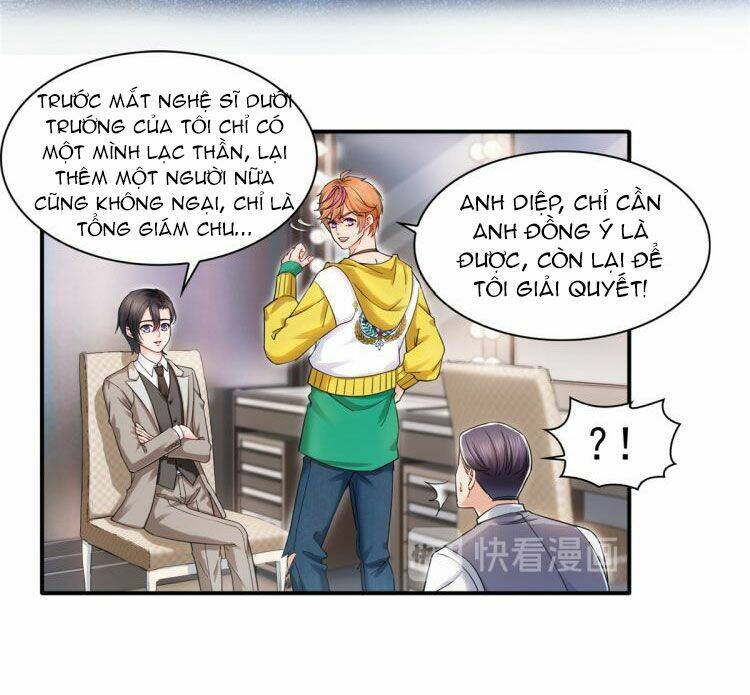 TRƯỚC MẮT NGHỆ SĨ DƯỚI
TRƯỚNG CỦA TÔI CHỈ CÓ
MỘT MÌNH LẠC THẦN, LẠI
THÊM MỘT NGƯỜI NỮA
CŨNG KHÔNG NGẠI, CHỈ LÀ
TỔNG GIÁM CHU...
ANH DIỆP, CHỈ CẦN
ANH ĐỒNG Ý LÀ
ĐƯỢC, CÒN LẠI ĐỂ
TÔI GIẢI QUYẾT!
?!
快看漫画